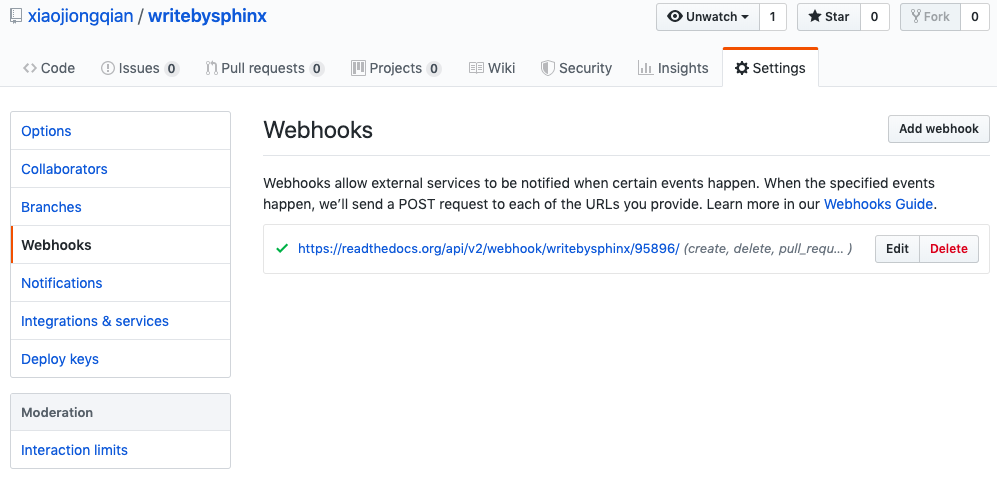 xiaojiongqian / writebysphinx
Unwatch 1 Star 0 Fork 0
Code Issues 0 Pull requests 0 Projects 0 Wiki Security Insights Settings
Options
Collaborators
Branches
Webhooks
Notifications
Integrations & services
Deploy keys
Moderation
Interaction limits
Webhooks
Add webhook
Webhooks allow external services to be notified when certain events happen. When the specified events
happen, we’ll send a POST request to each of the URLs you provide. Learn more in our Webhooks Guide.
https://readthedocs.org/api/v2/webhook/writebysphinx/95896/ (create, delete, pull_requ... ) Edit Delete